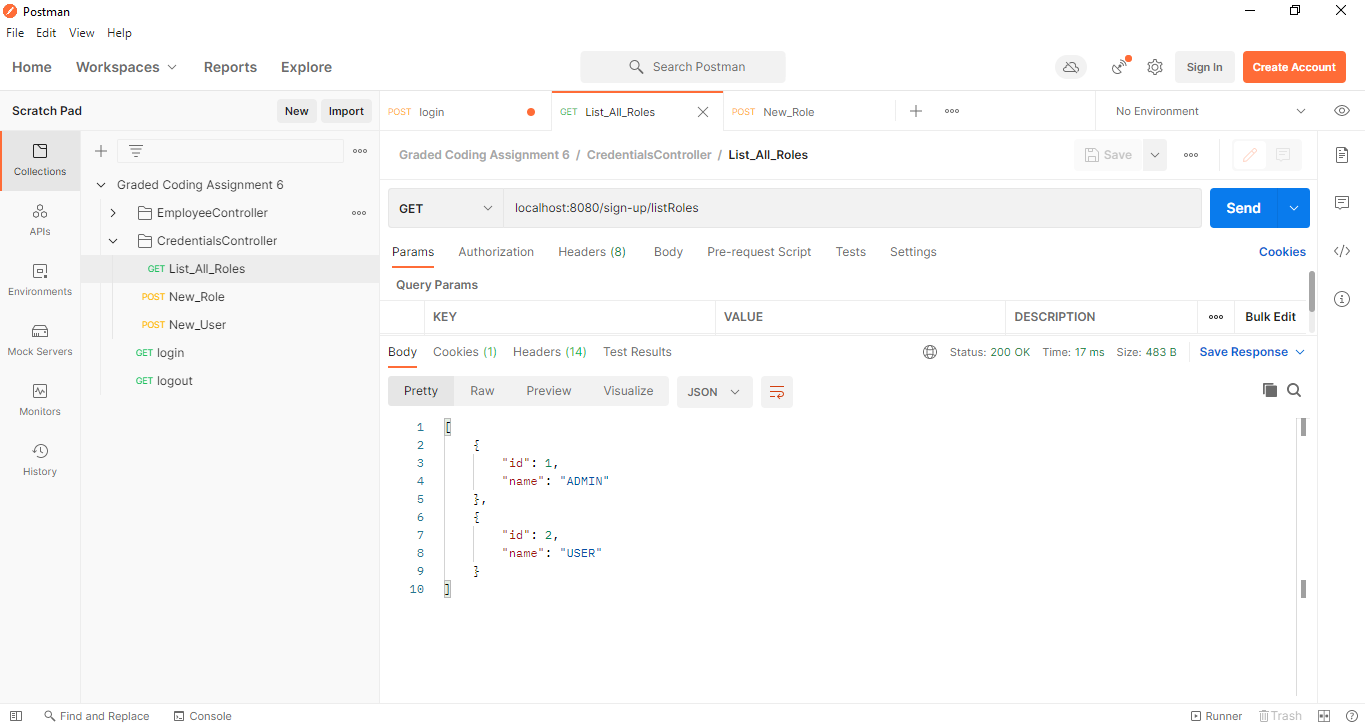 Postman
File Edit View Help
Home Workspaces Reports Explore Search Postman Sign In Create Account
Scratch Pad New Import
POST login GET List_All_Roles POST New_Role No Environment
Collections
APIs
Environments
Mock Servers
Monitors
History
Graded Coding Assignment 6
EmployeeController
CredentialsController
GET List_All_Roles
POST New_Role
POST New_User
GET login
GET logout
Graded Coding Assignment 6 / CredentialsController / List_All_Roles Save
GET localhost:8080/sign-up/listRoles Send
Params Authorization Headers (8) Body Pre-request Script Tests Settings Cookies
Query Params
KEY VALUE DESCRIPTION Bulk Edit
Body Cookies (1) Headers (14) Test Results Status: 200 OK Time: 17 ms Size: 483 B Save Response
Pretty Raw Preview Visualize JSON
1 [
2 {
3 "id": 1,
4 "name": "ADMIN"
5 },
6 {
7 "id": 2,
8 "name": "USER"
9 }
10 ]
Find and Replace Console Runner Trash